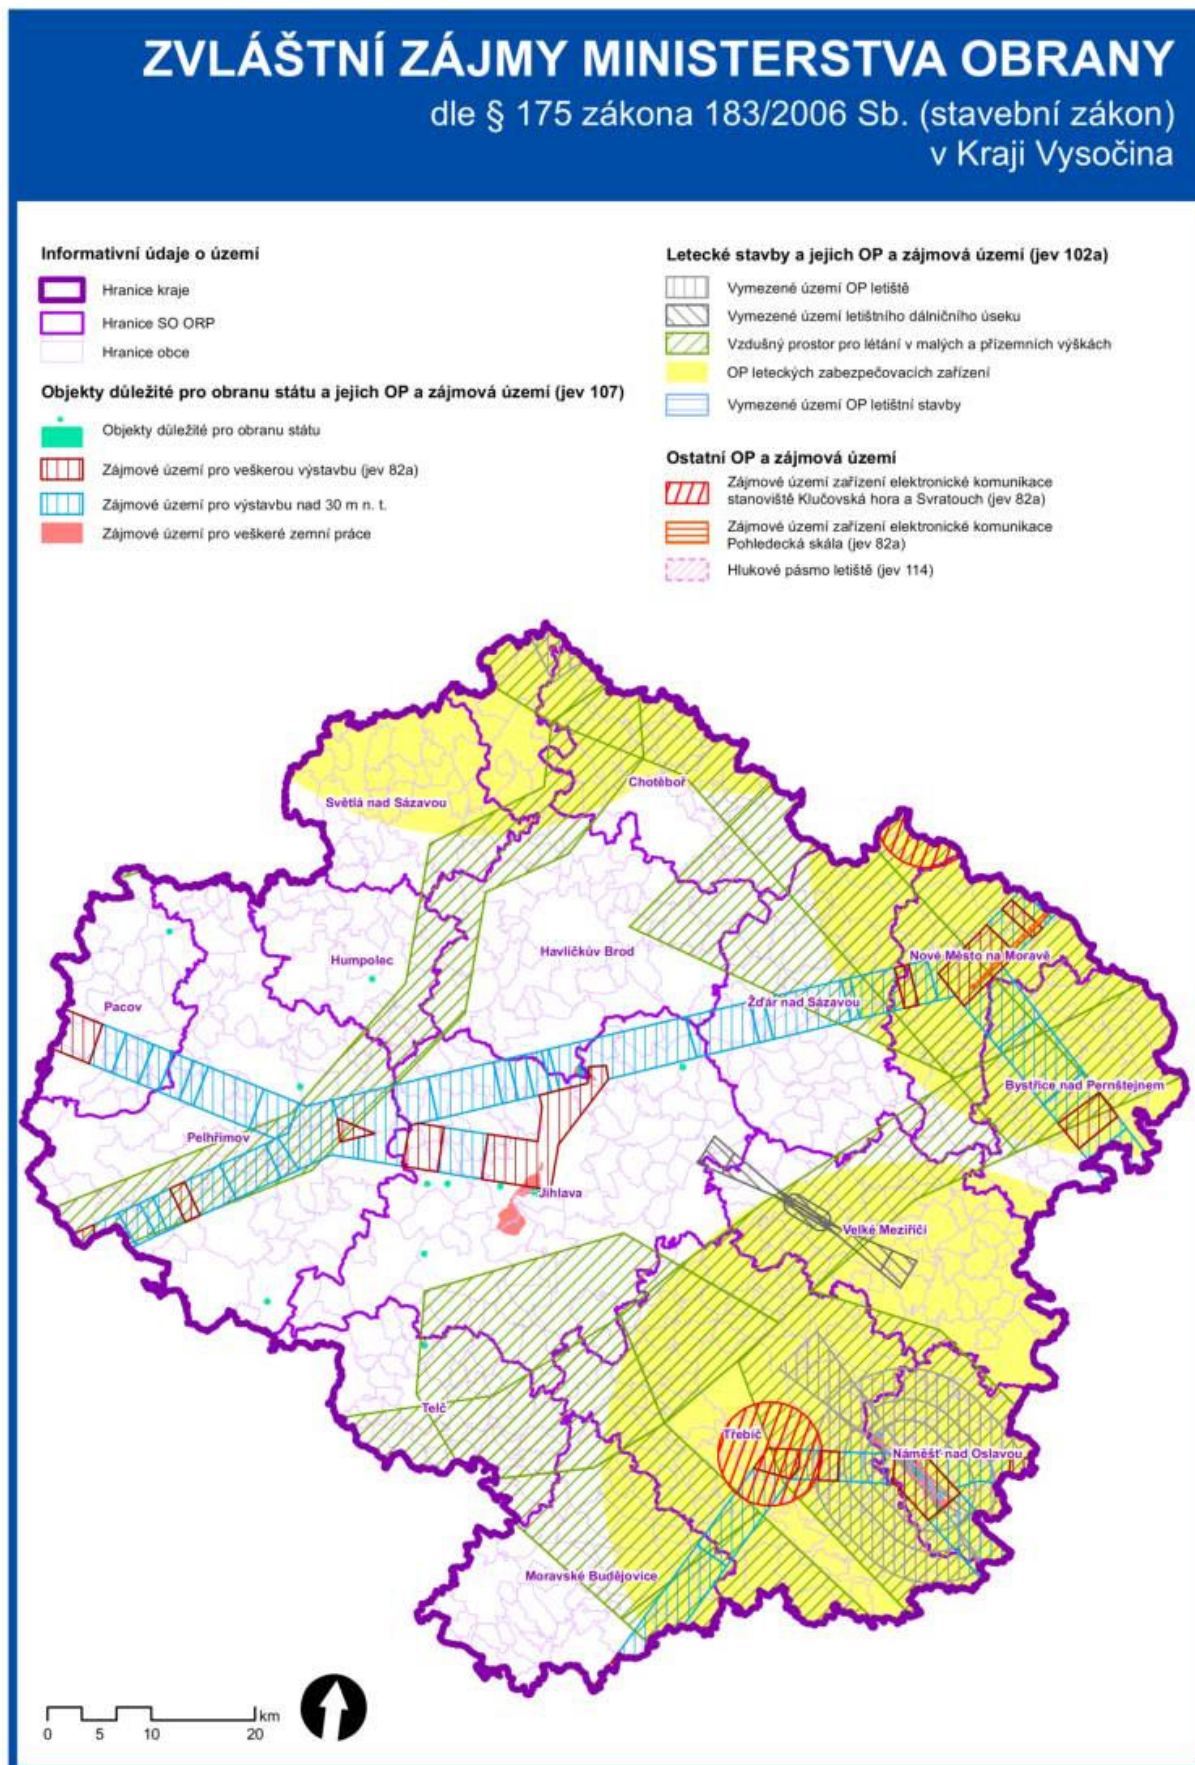 ZVLÁŠTNÍ ZÁJMY MINISTERSTVA OBRANY
dle § 175 zákona 183/2006 Sb. (stavební zákon)
v Kraji Vysočina
Informativní údaje o území
Hranice kraje
Hranice SO ORP
Hranice obce
Objekty důležité pro obranu státu a jejich OP a zájmová území (jev 107)
Objekty důležité pro obranu státu
Zájmové území pro veškerou výstavbu (jev 82a)
Zájmové území pro výstavbu nad 30 m n. t.
Zájmové území pro veškeré zemní práce
Letecké stavby a jejich OP a zájmová území (jev 102a)
Vymezené území OP letiště
Vymezené území letištního dálničního úseku
Vzdušný prostor pro létání v malých a přízemních výškách
OP leteckých zabezpečovacích zařízení
Vymezené území OP letištní stavby
Ostatní OP a zájmová území
Zájmové území zařízení elektronické komunikace
stanoviště Klučovská hora a Svratouch (jev 82a)
Zájmové území zařízení elektronické komunikace
Pohledecká skála (jev 82a)
Hlukové pásmo letiště (jev 114)
Chotěboř
Světlá nad Sázavou
Havlíčkův Brod
Humpolec
Nové Město na Moravě
Pacov
Žďár nad Sázavou
Bystřice nad Pernštejnem
Pelhřimov
Jihlava
Velké Meziříčí
Telč
Třebíč
Náměšť nad Oslavou
Moravské Budějovice
km
0 5 10 20